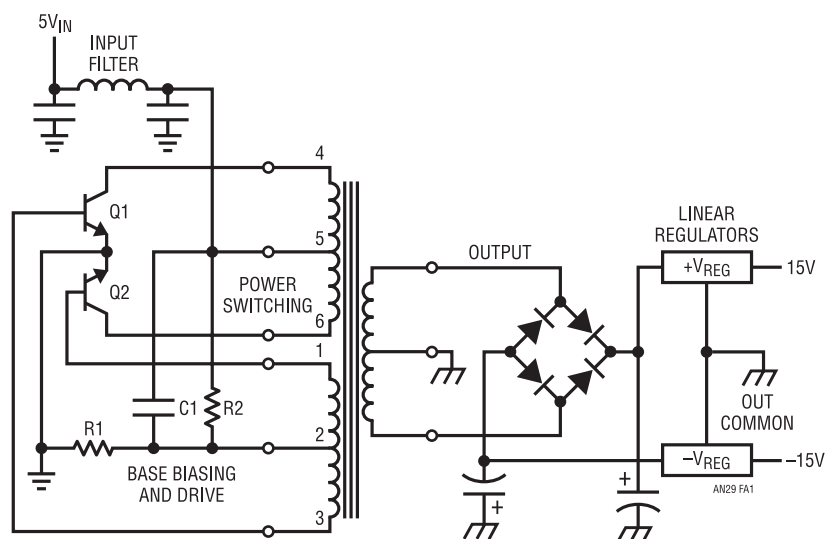 5VIN
INPUT
FILTER
4
Q1
5
Q2
POWER
SWITCHING
6
1
C1
R2
R1
2
BASE BIASING
AND DRIVE
3
OUTPUT
LINEAR
REGULATORS
+VREG
15V
OUT
COMMON
–VREG
–15V
+
+
AN29 FA1